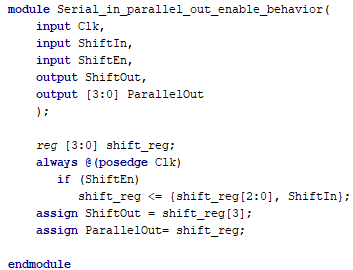 module Serial_in_parallel_out_enable_behavior(
    input Clk,
    input ShiftIn,
    input ShiftEn,
    output ShiftOut,
    output [3:0] ParallelOut
    );
    reg [3:0] shift_reg;
    always @(posedge Clk)
       if (ShiftEn)
          shift_reg <= {shift_reg[2:0], ShiftIn};
    assign ShiftOut = shift_reg[3];
    assign ParallelOut= shift_reg;
endmodule